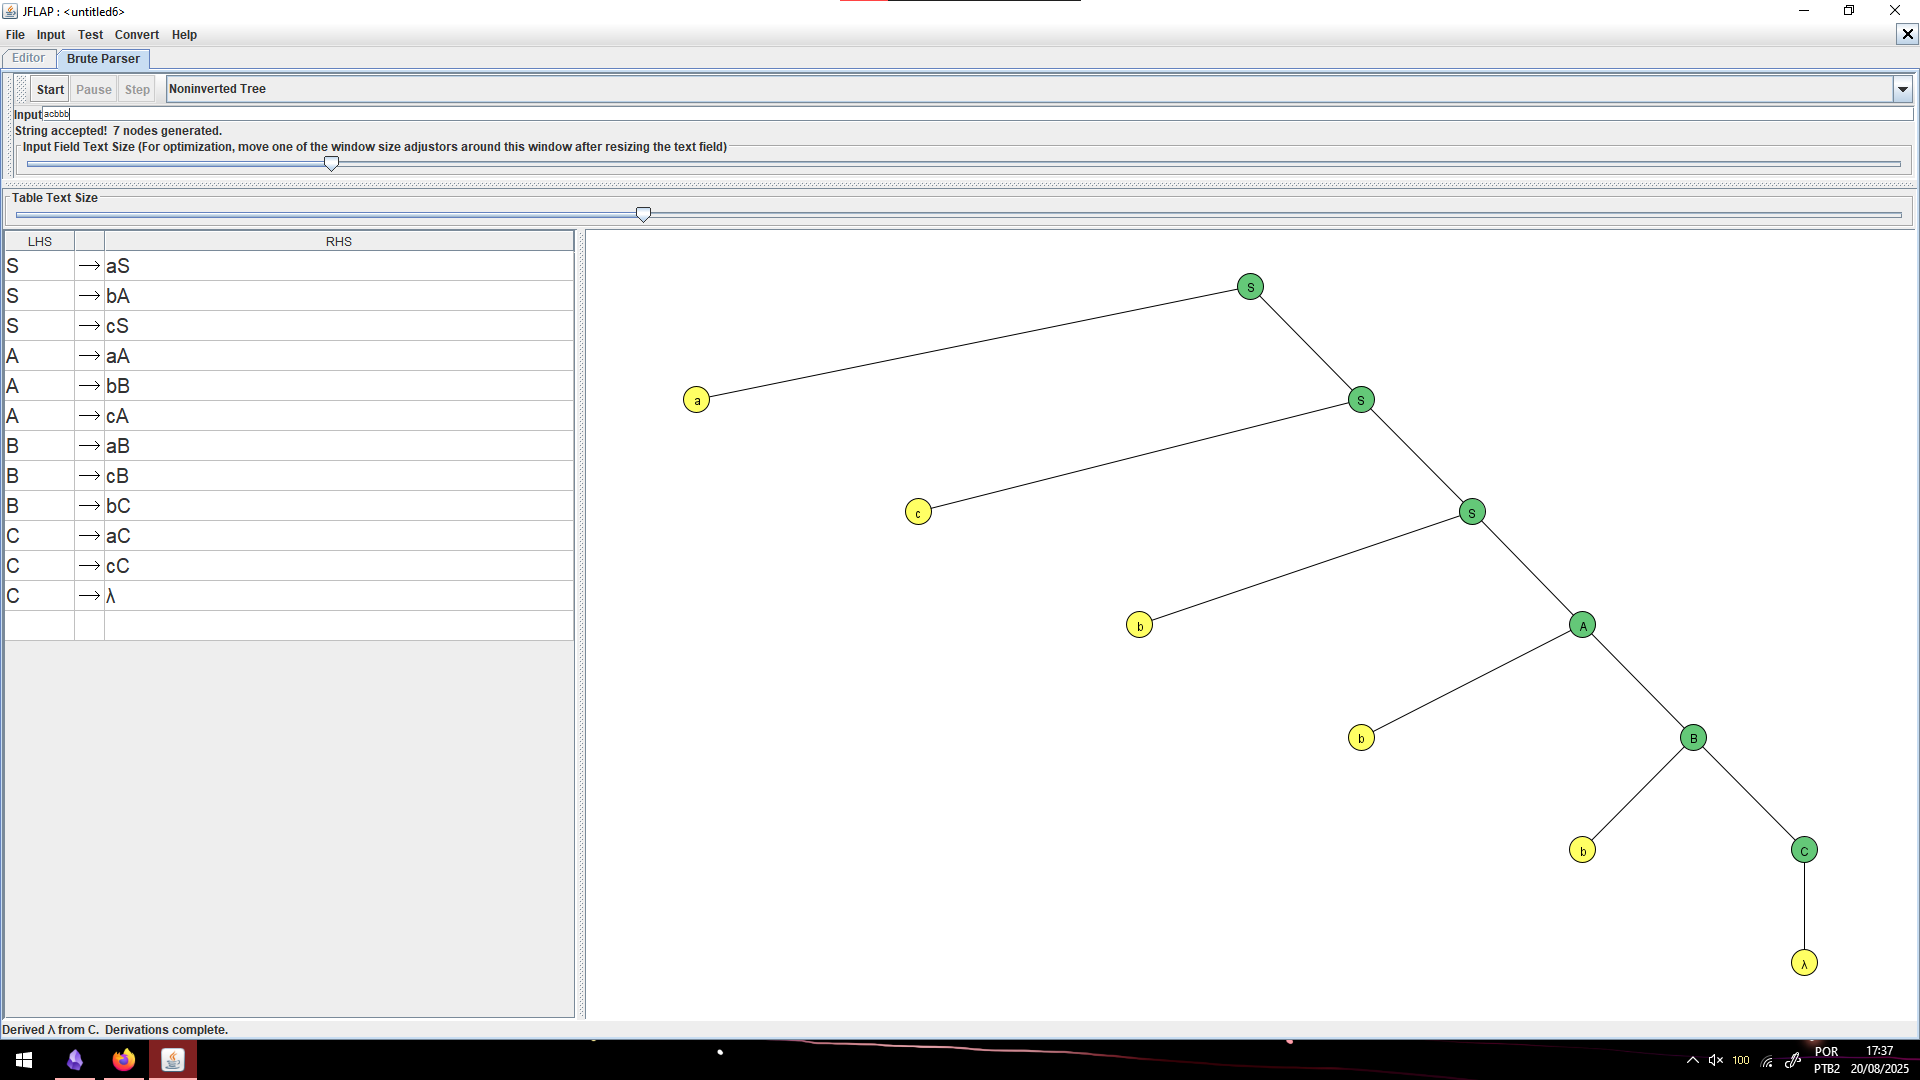 JFLAP : <untitled6>
File Input Test Convert Help
Editor Brute Parser
Start Pause Step Noninverted Tree
Input acbbb
String accepted! 7 nodes generated.
Input Field Text Size (For optimization, move one of the window size adjustors around this window after resizing the text field)
Table Text Size
LHS RHS
S → aS
S → bA
S → cS
A → aA
A → bB
A → cA
B → aB
B → cB
B → bC
C → aC
C → cC
C → λ
S
a S
c S
b A
b B
b C
λ
Derived λ from C. Derivations complete.
100 POR 17:37
PTB2 20/08/2025